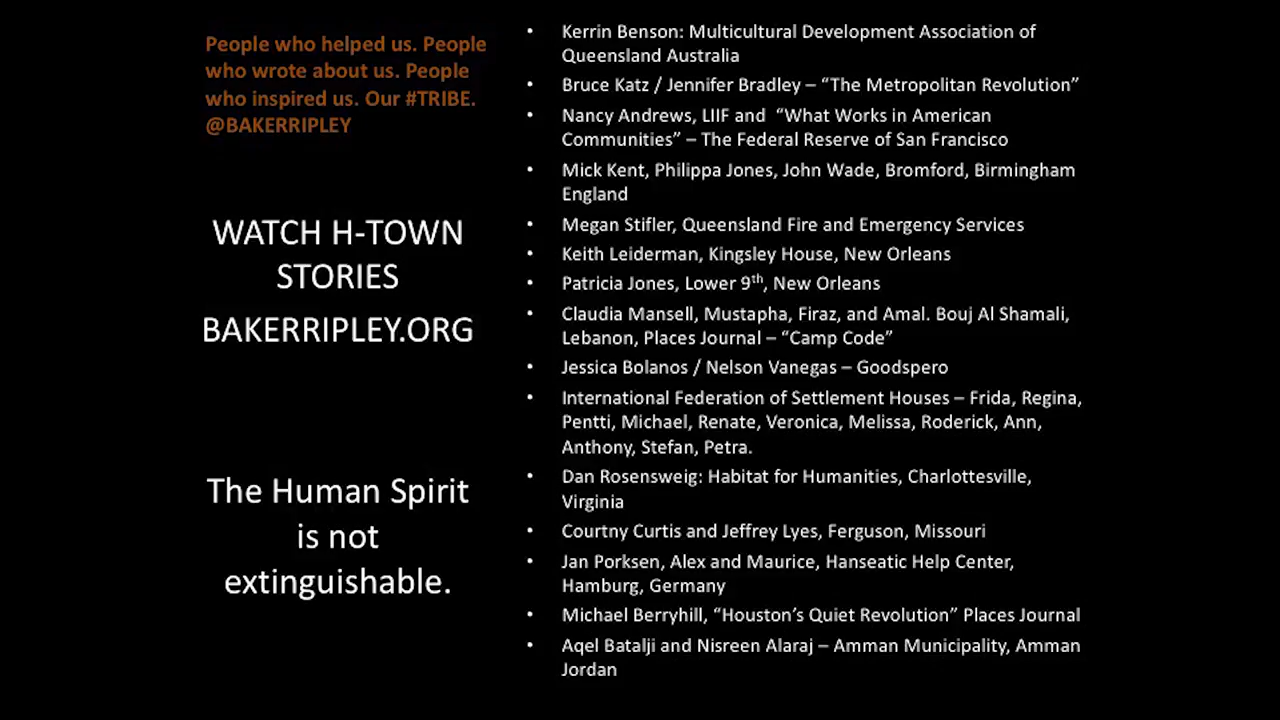 People who helped us. People
who wrote about us. People
who inspired us. Our #TRIBE.
@BAKERRIPLEY
WATCH H-TOWN
STORIES
BAKERRIPLEY.ORG
The Human Spirit
is not
extinguishable.
• Kerrin Benson: Multicultural Development Association of
Queensland Australia
• Bruce Katz / Jennifer Bradley – “The Metropolitan Revolution”
• Nancy Andrews, LIIF and “What Works in American
Communities” – The Federal Reserve of San Francisco
• Mick Kent, Philippa Jones, John Wade, Bromford, Birmingham
England
• Megan Stifler, Queensland Fire and Emergency Services
• Keith Leiderman, Kingsley House, New Orleans
• Patricia Jones, Lower 9th, New Orleans
• Claudia Mansell, Mustapha, Firaz, and Amal. Bouj Al Shamali,
Lebanon, Places Journal – “Camp Code”
• Jessica Bolanos / Nelson Vanegas – Goodspero
• International Federation of Settlement Houses – Frida, Regina,
Pentti, Michael, Renate, Veronica, Melissa, Roderick, Ann,
Anthony, Stefan, Petra.
• Dan Rosensweig: Habitat for Humanities, Charlottesville,
Virginia
• Courtny Curtis and Jeffrey Lyes, Ferguson, Missouri
• Jan Porksen, Alex and Maurice, Hanseatic Help Center,
Hamburg, Germany
• Michael Berryhill, “Houston’s Quiet Revolution” Places Journal
• Aqel Batalji and Nisreen Alaraj – Amman Municipality, Amman
Jordan